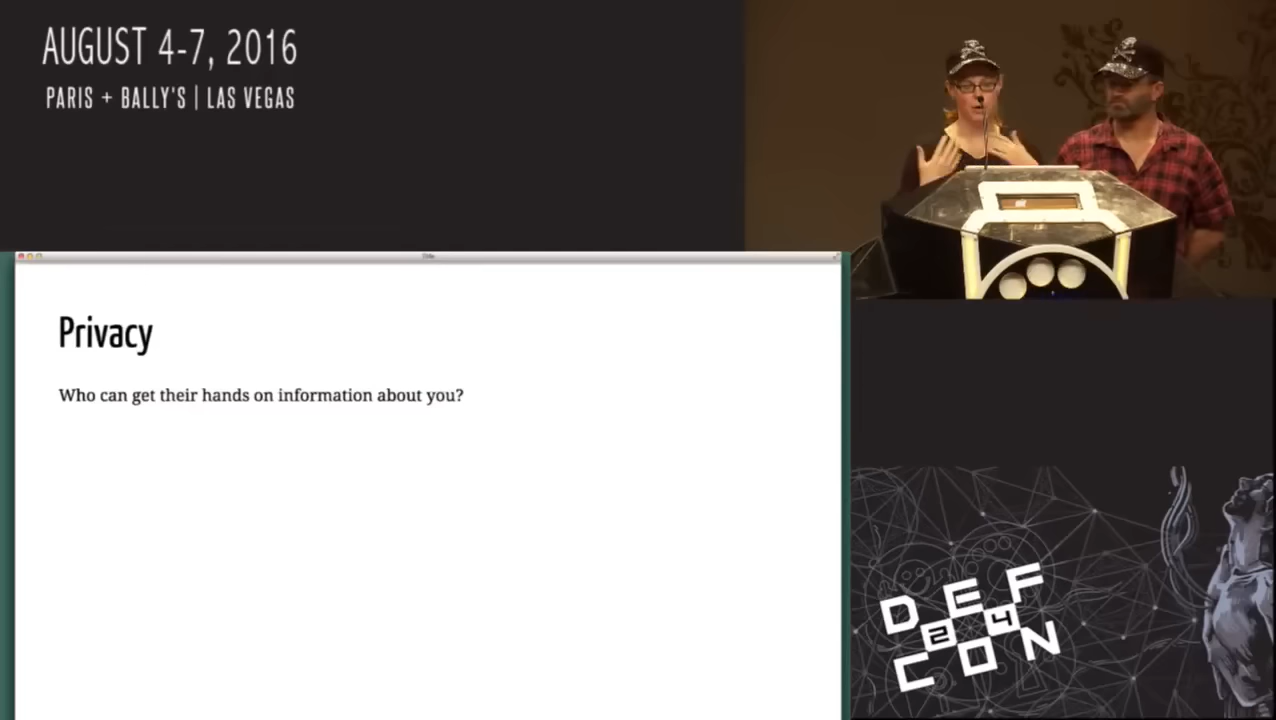 AUGUST 4-7, 2016
PARIS + BALLY'S | LAS VEGAS
Title
Privacy
Who can get their hands on information about you?
DEF
24
CON